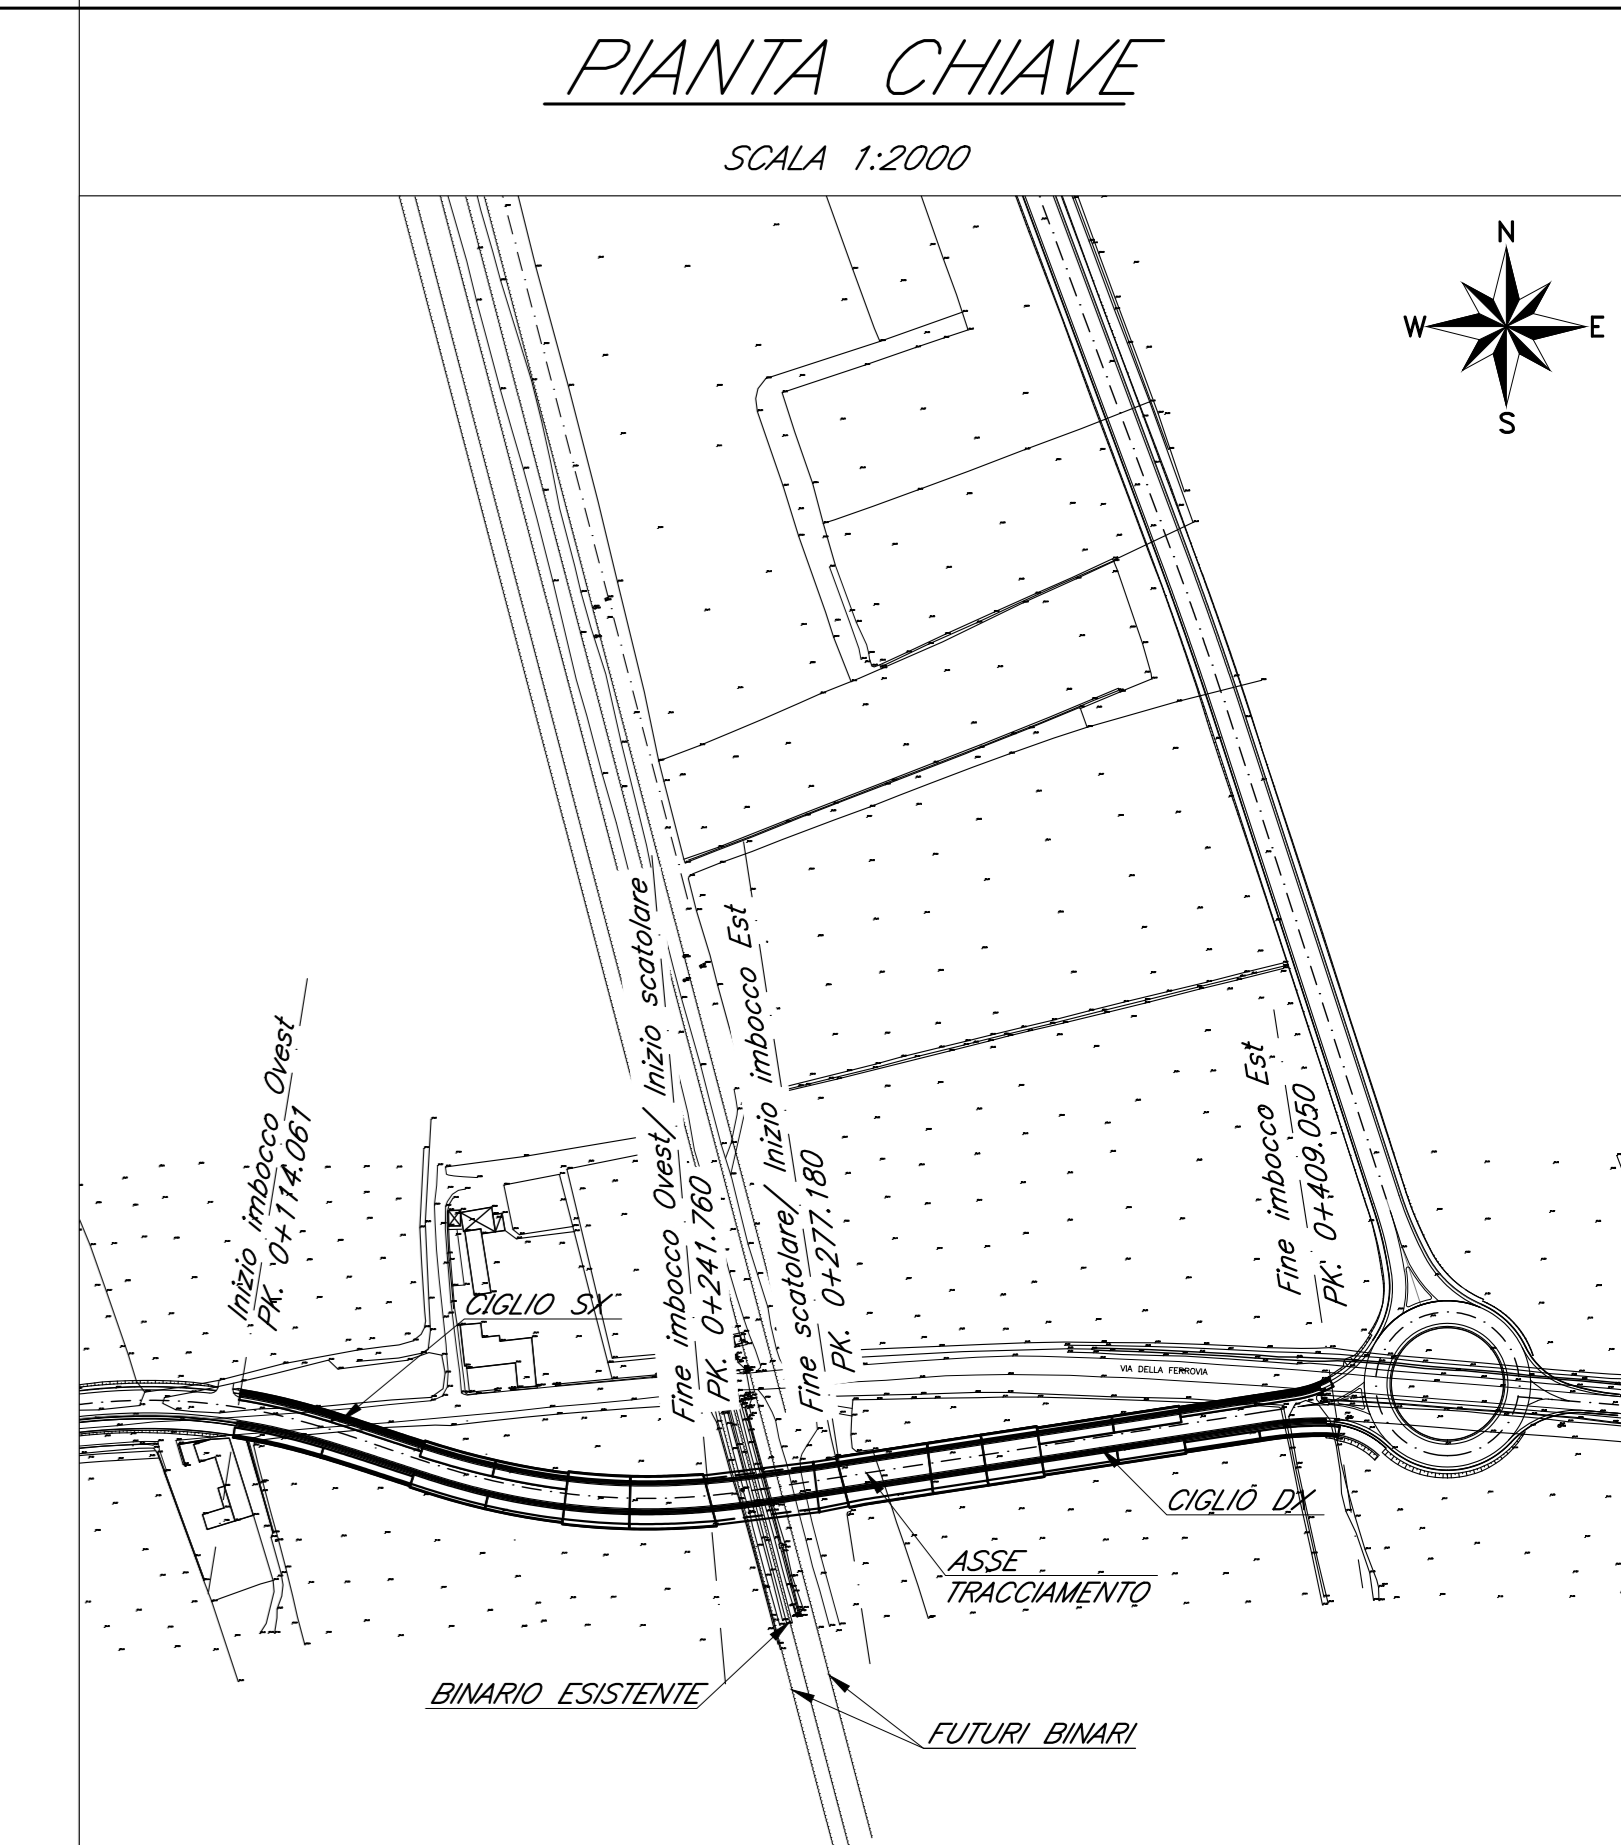 PIANTA CHIAVE
SCALA 1:2000
N
W
E
S
Inizio imbocco Ovest
PK. 0+114.061
Fine imbocco Ovest/ Inizio scatolare
PK. 0+241.760
Fine scatolare/ Inizio imbocco Est
PK. 0+277.180
Fine imbocco Est
PK. 0+409.050
CIGLIO SX
VIA DELLA FERROVIA
CIGLIO DX
ASSE
TRACCIAMENTO
BINARIO ESISTENTE
FUTURI BINARI